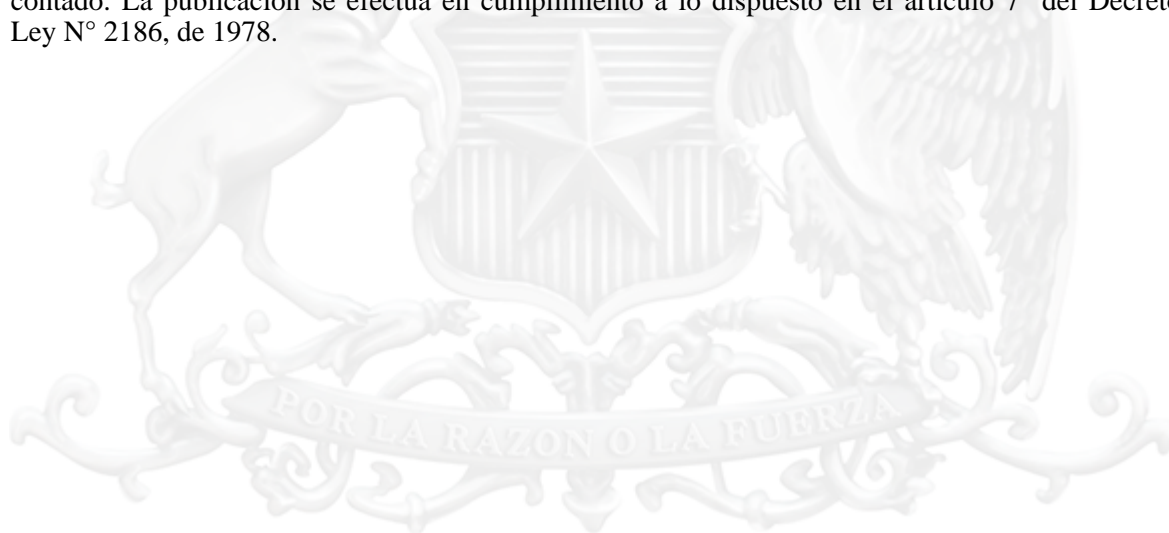 contado. La publicación se efectúa en cumplimiento a lo dispuesto en el artículo 7° del Decreto
Ley N° 2186, de 1978.
POR LA RAZON O LA FUERZA